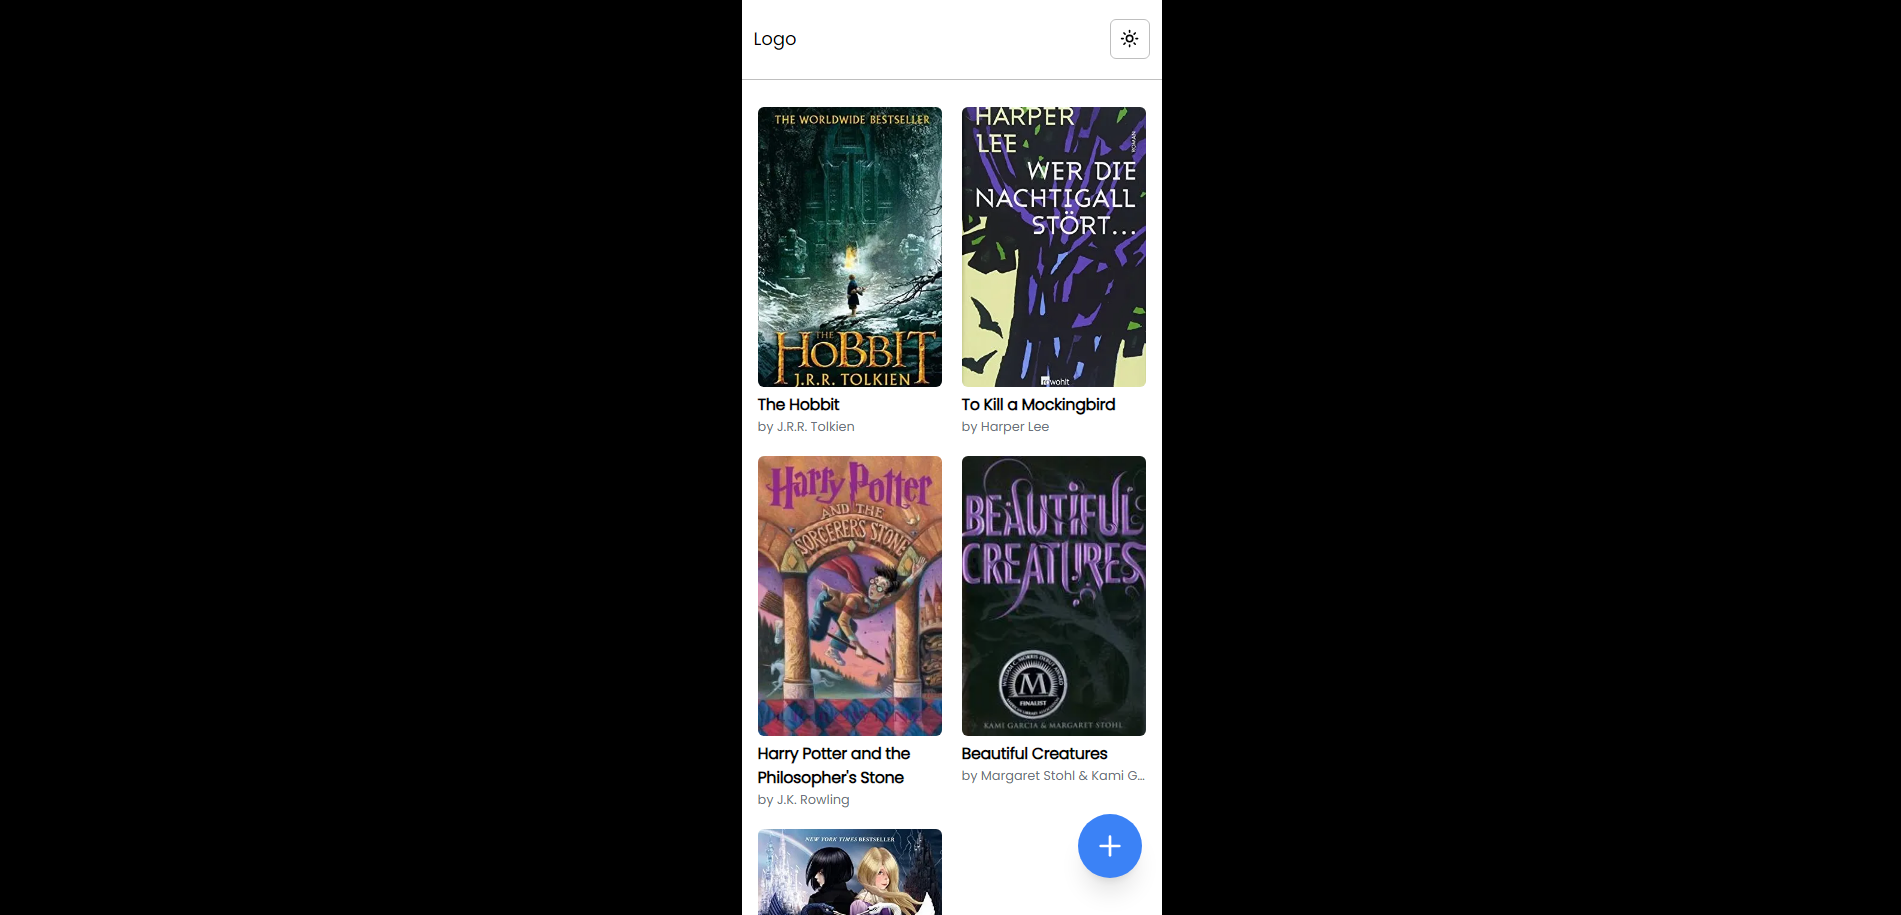 Logo
THE WORLDWIDE BESTSELLER
THE
HOBBIT
J.R.R. TOLKIEN
HARPER
LEE
ROMAN
WER DIE
NACHTIGALL
STÖRT...
rowohlt
The Hobbit
by J.R.R. Tolkien
To Kill a Mockingbird
by Harper Lee
Harry Potter
AND THE
SORCERER'S STONE
BEAUTIFUL
CREATURES
M
FINALIST
KAMI GARCIA & MARGARET STOHL
Harry Potter and the
Philosopher's Stone
by J.K. Rowling
Beautiful Creatures
by Margaret Stohl & Kami G...
NEW YORK TIMES BESTSELLER